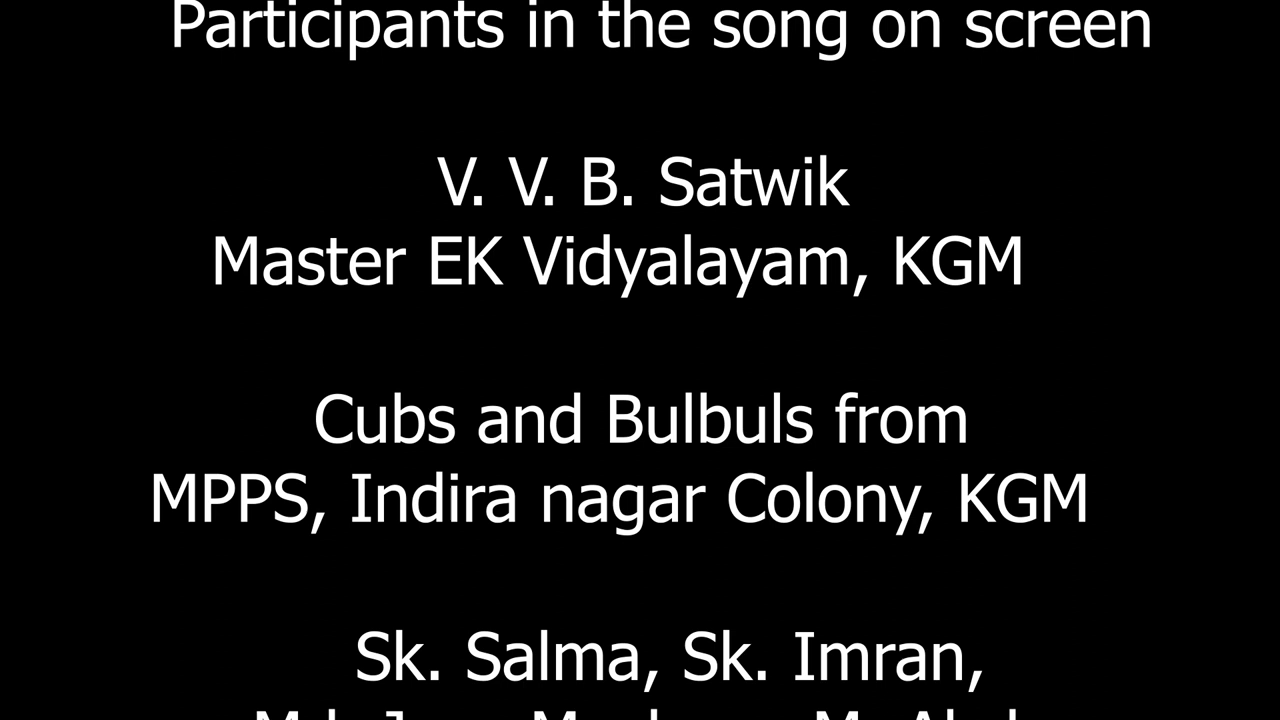 Participants in the song on screen
V. V. B. Satwik
Master EK Vidyalayam, KGM
Cubs and Bulbuls from
MPPS, Indira nagar Colony, KGM
Sk. Salma, Sk. Imran,